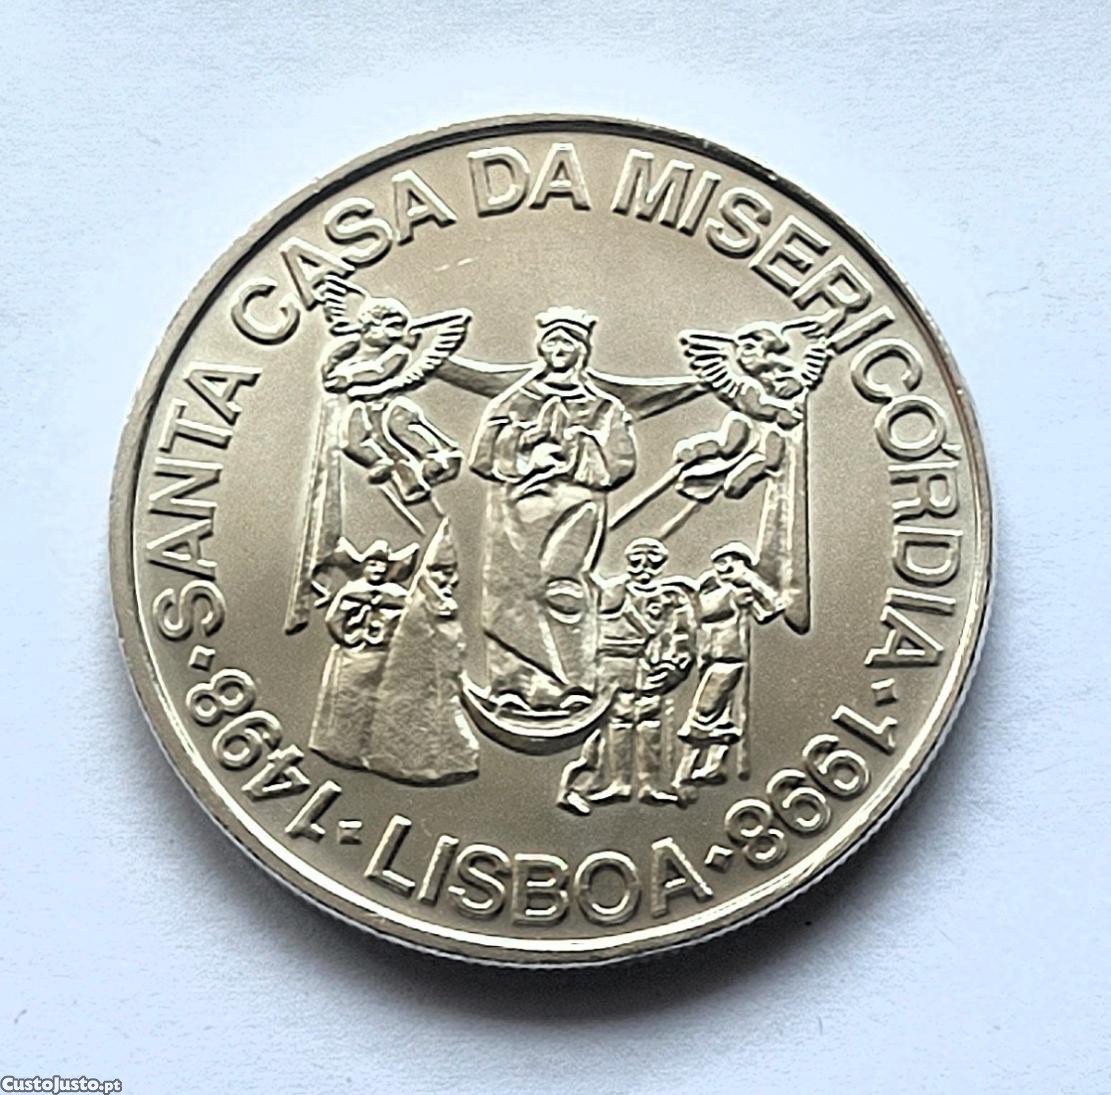 SANTA CASA DA MISERICÓRDIA · 1998 · LISBOA · 1498 ·
CustoJusto.pt